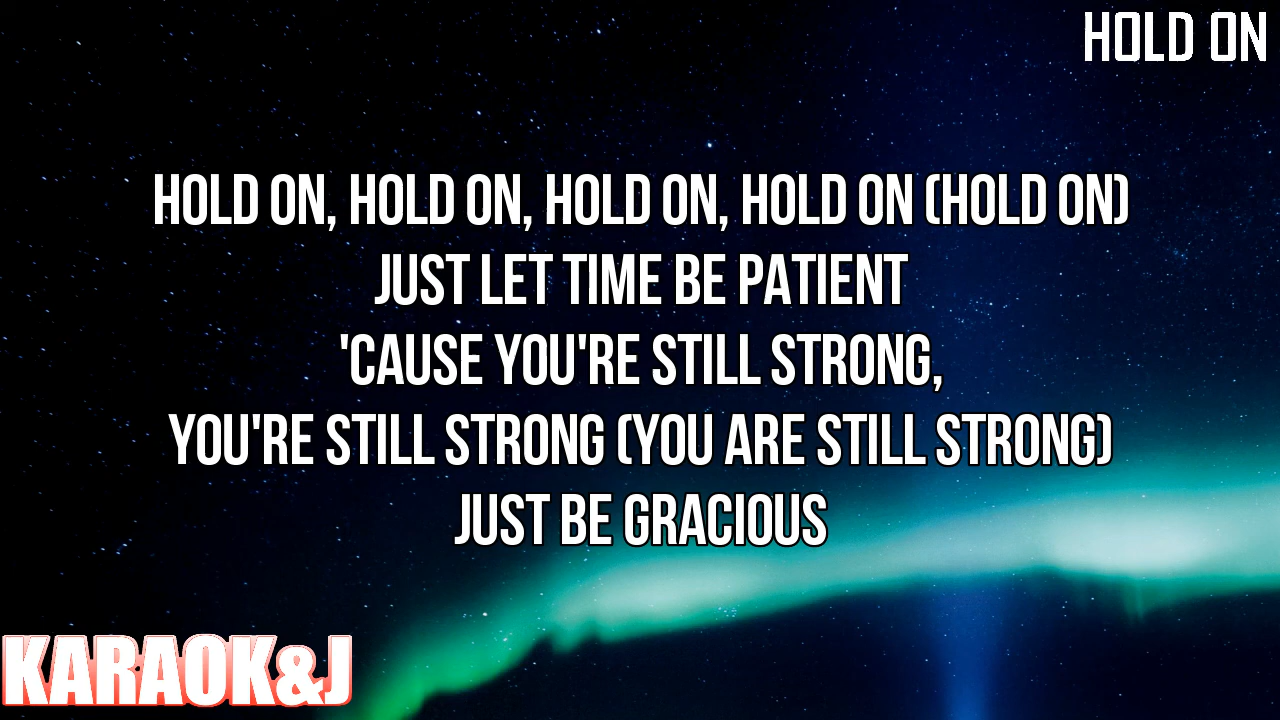 HOLD ON
HOLD ON, HOLD ON, HOLD ON, HOLD ON (HOLD ON)
JUST LET TIME BE PATIENT
'CAUSE YOU'RE STILL STRONG,
YOU'RE STILL STRONG (YOU ARE STILL STRONG)
JUST BE GRACIOUS
KARAOK&J